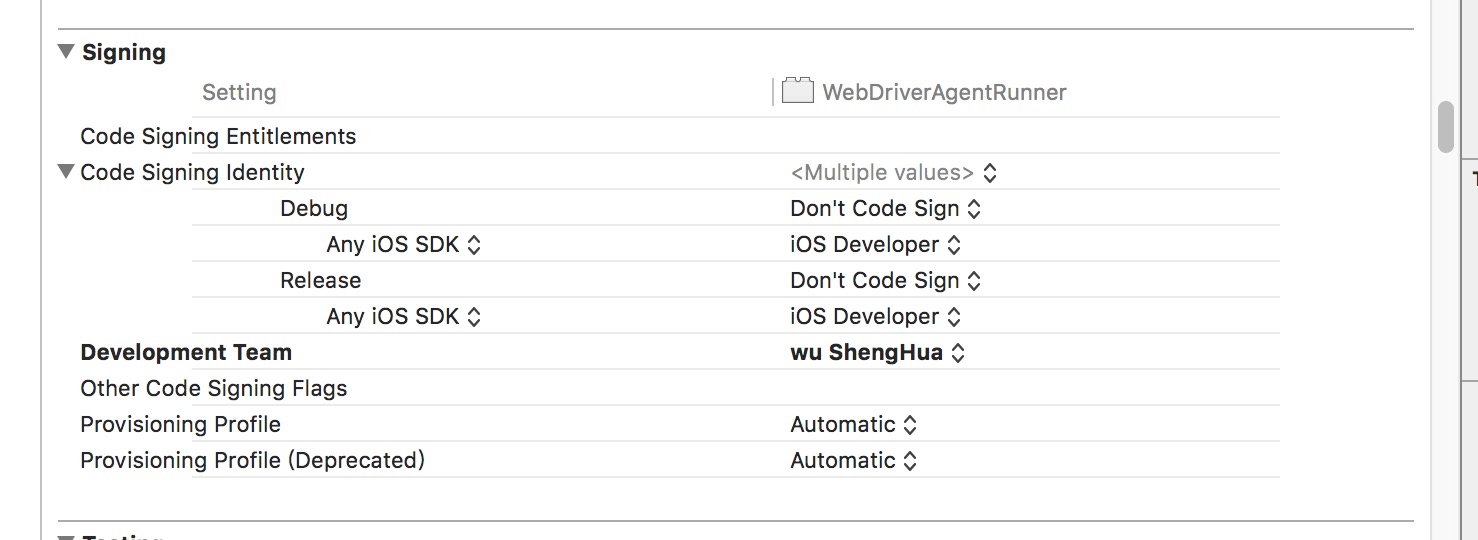 Signing
Setting WebDriverAgentRunner
Code Signing Entitlements
Code Signing Identity <Multiple values>
Debug Don't Code Sign
Any iOS SDK iOS Developer
Release Don't Code Sign
Any iOS SDK iOS Developer
Development Team wu ShengHua
Other Code Signing Flags
Provisioning Profile Automatic
Provisioning Profile (Deprecated) Automatic